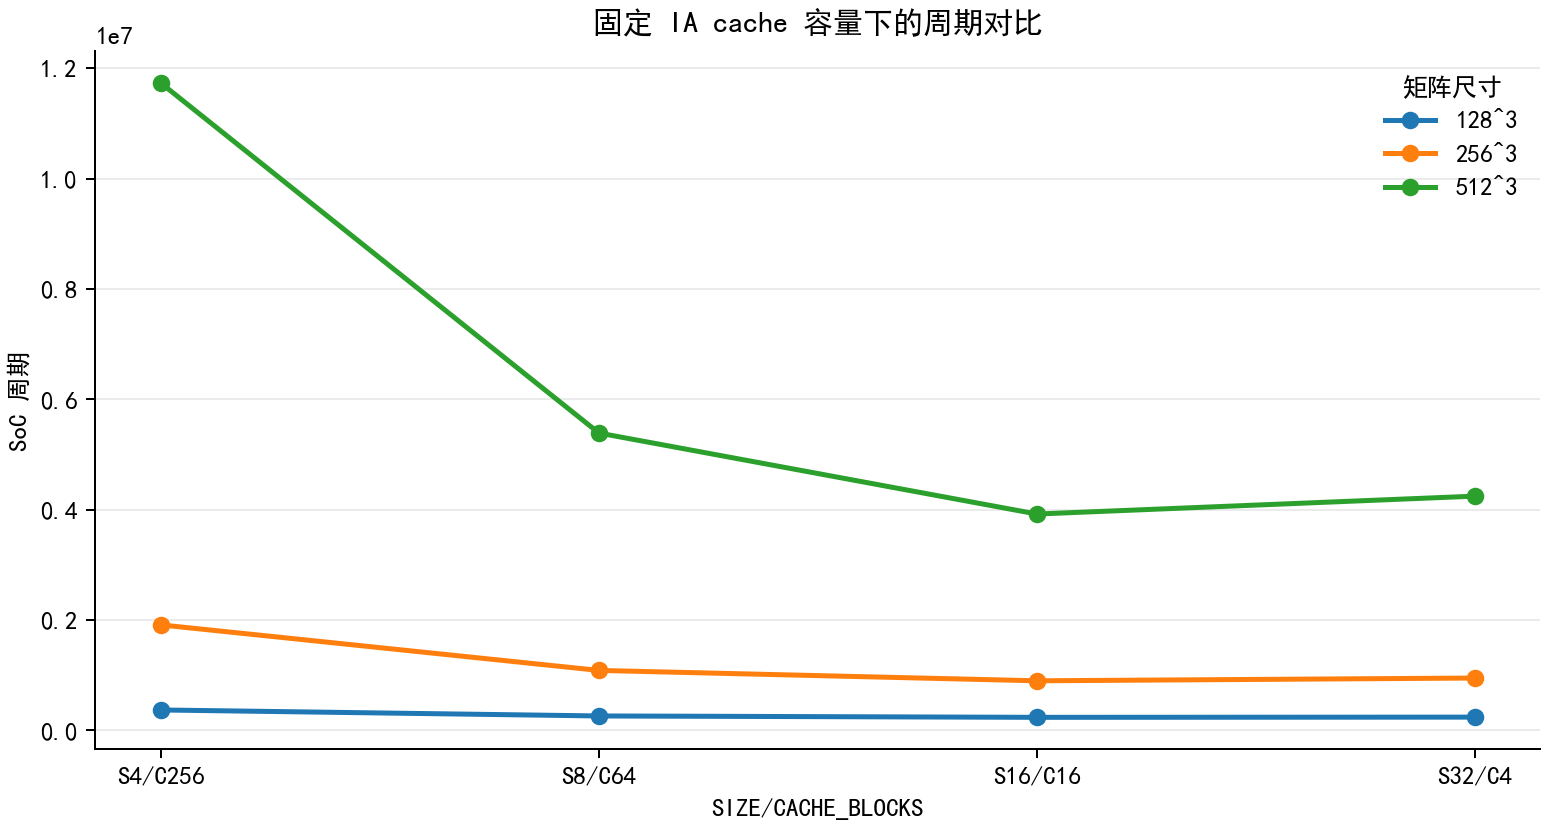 固定 IA cache 容量下的周期对比
1e7
1.2
1.0
0.8
0.6
0.4
0.2
0.0
SoC 周期
矩阵尺寸
128^3
256^3
512^3
S4/C256
S8/C64
S16/C16
S32/C4
SIZE/CACHE_BLOCKS